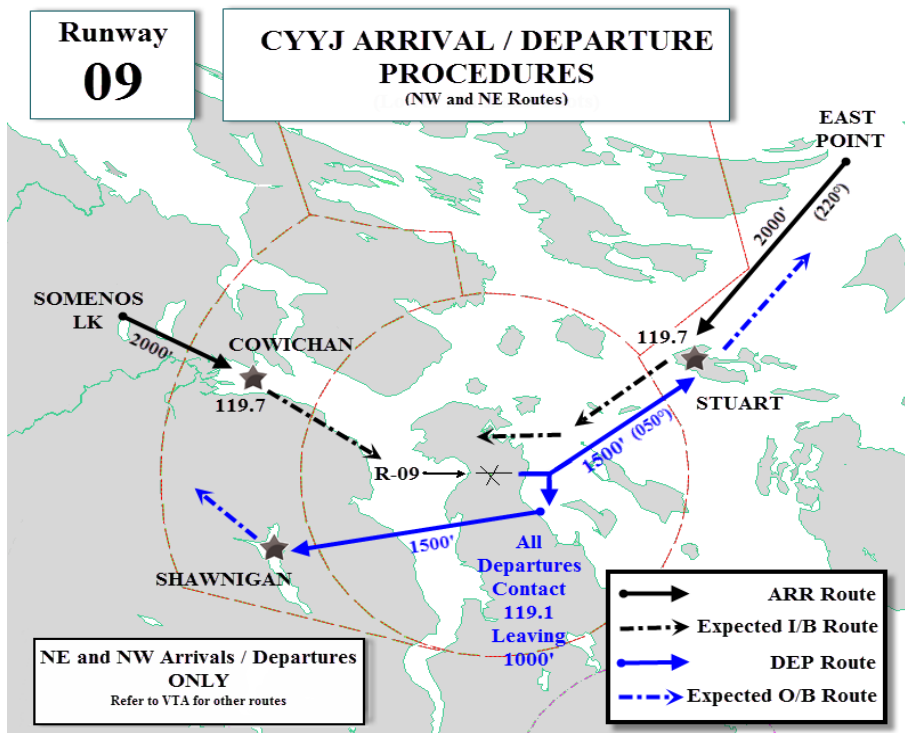 Runway
09
CYYJ ARRIVAL / DEPARTURE
PROCEDURES
(NW and NE Routes)
EAST
POINT
2000'
(220°)
SOMENOS
LK
2000'
COWICHAN
119.7
119.7
STUART
1500' (050°)
R-09
1500'
SHAWNIGAN
All
Departures
Contact
119.1
Leaving
1000'
NE and NW Arrivals / Departures
ONLY
Refer to VTA for other routes
ARR Route
Expected I/B Route
DEP Route
Expected O/B Route